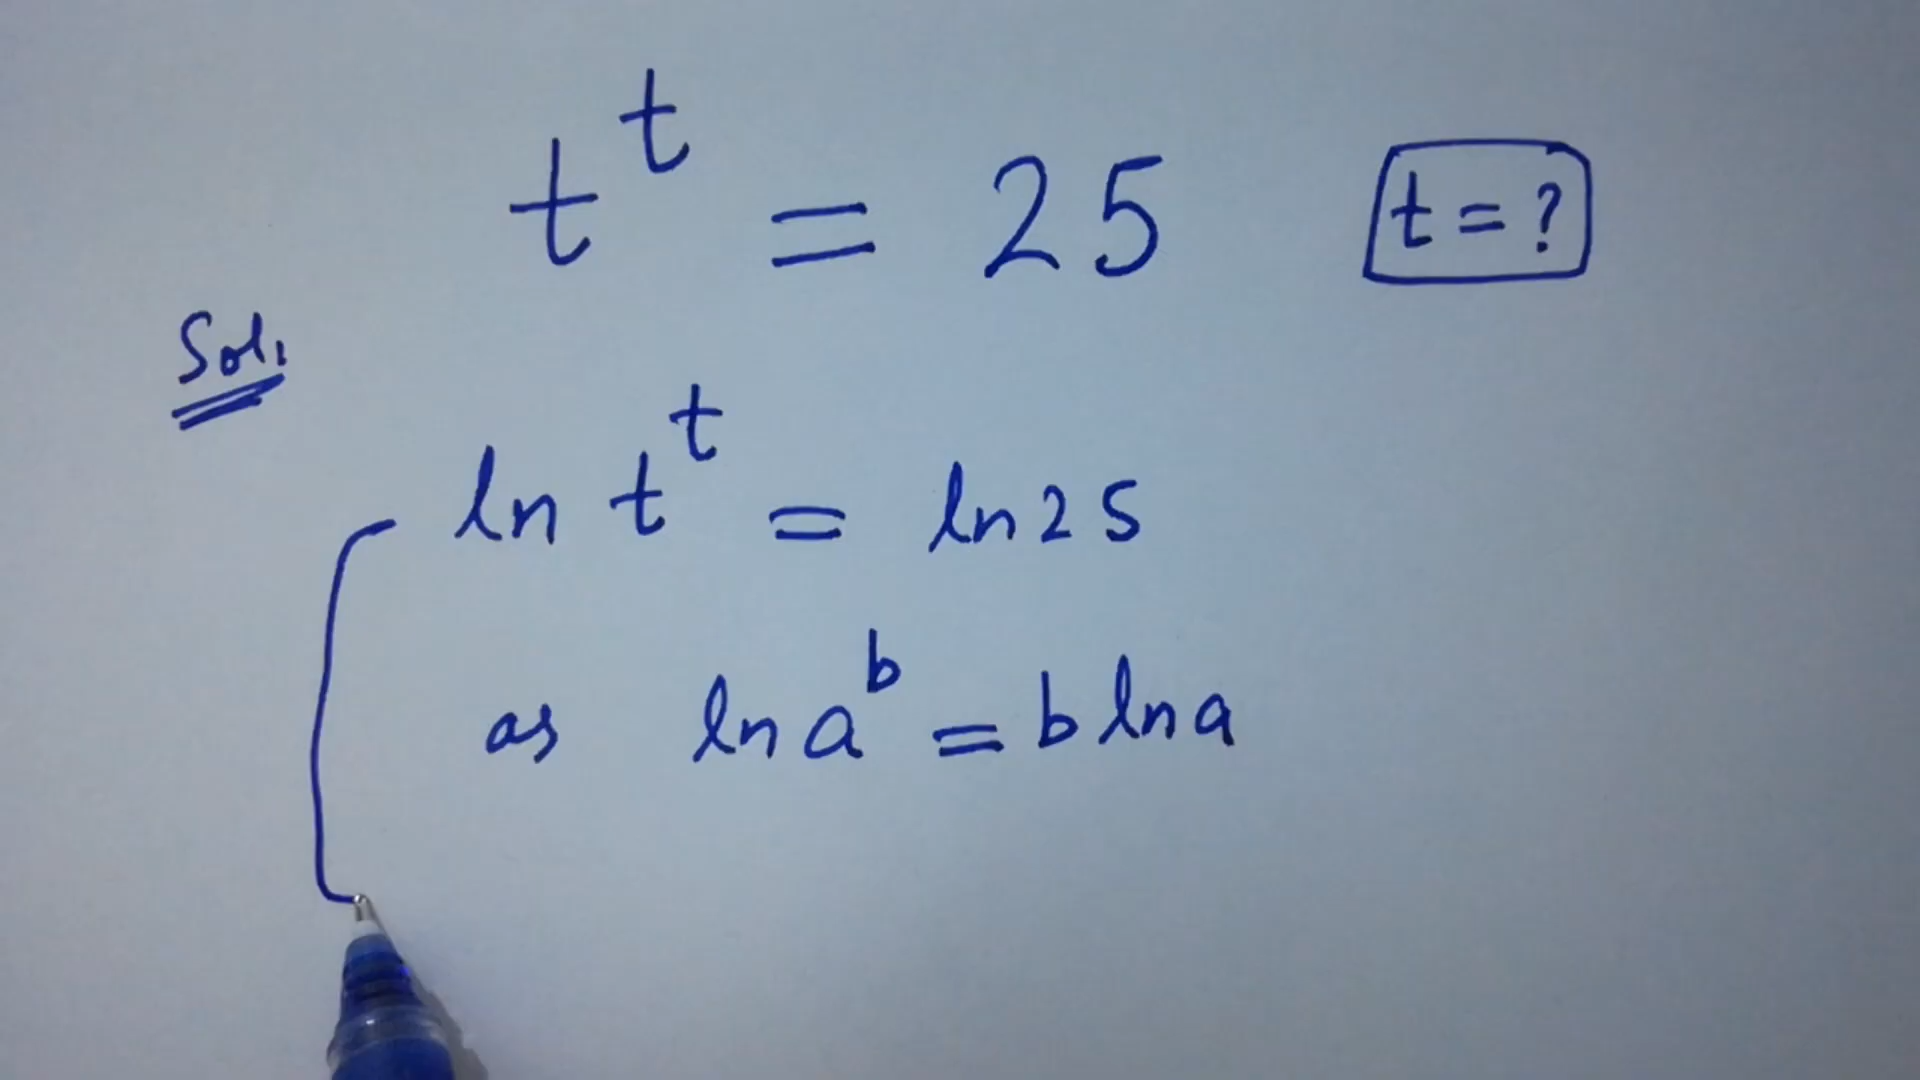 t^t = 25 t = ?
Sol.
ln t^t = ln 25
as ln a^b = b ln a